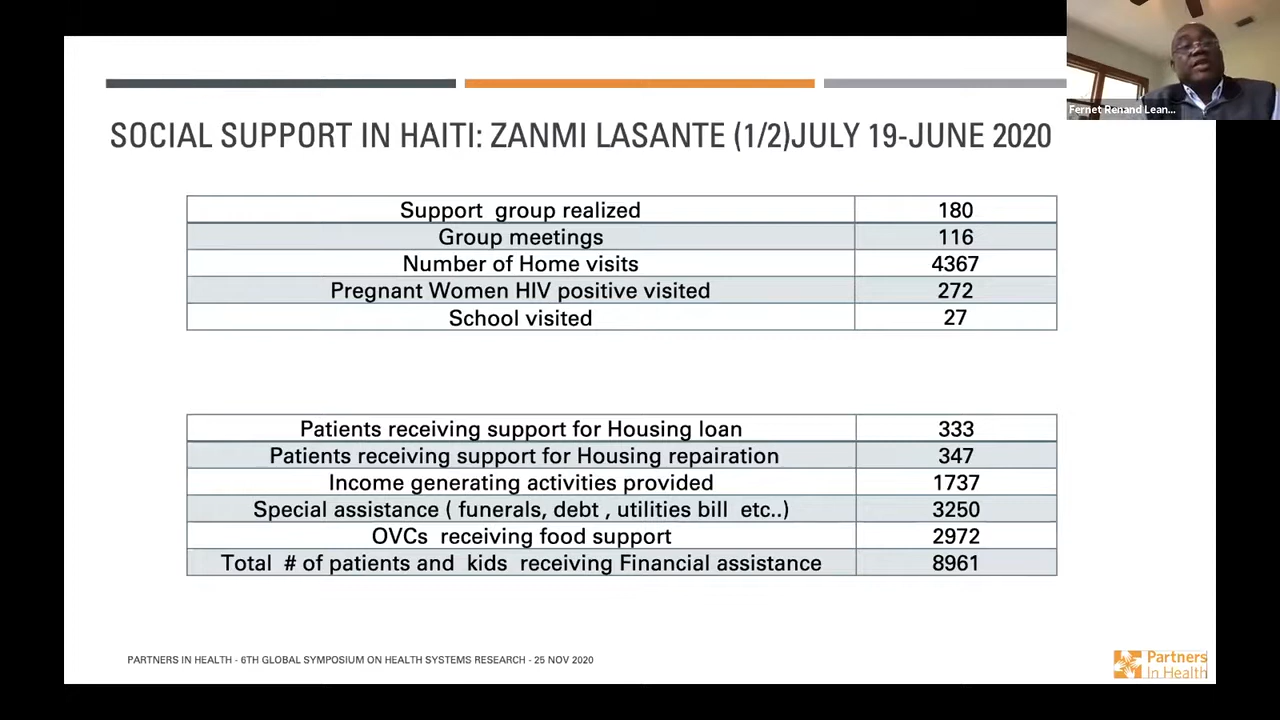 Fernet Renand Lean...
SOCIAL SUPPORT IN HAITI: ZANMI LASANTE (1/2)JULY 19-JUNE 2020
Support group realized 180
Group meetings 116
Number of Home visits 4367
Pregnant Women HIV positive visited 272
School visited 27
Patients receiving support for Housing loan 333
Patients receiving support for Housing repairation 347
Income generating activities provided 1737
Special assistance ( funerals, debt , utilities bill etc..) 3250
OVCs receiving food support 2972
Total # of patients and kids receiving Financial assistance 8961
PARTNERS IN HEALTH - 6TH GLOBAL SYMPOSIUM ON HEALTH SYSTEMS RESEARCH - 25 NOV 2020
Partners
In Health